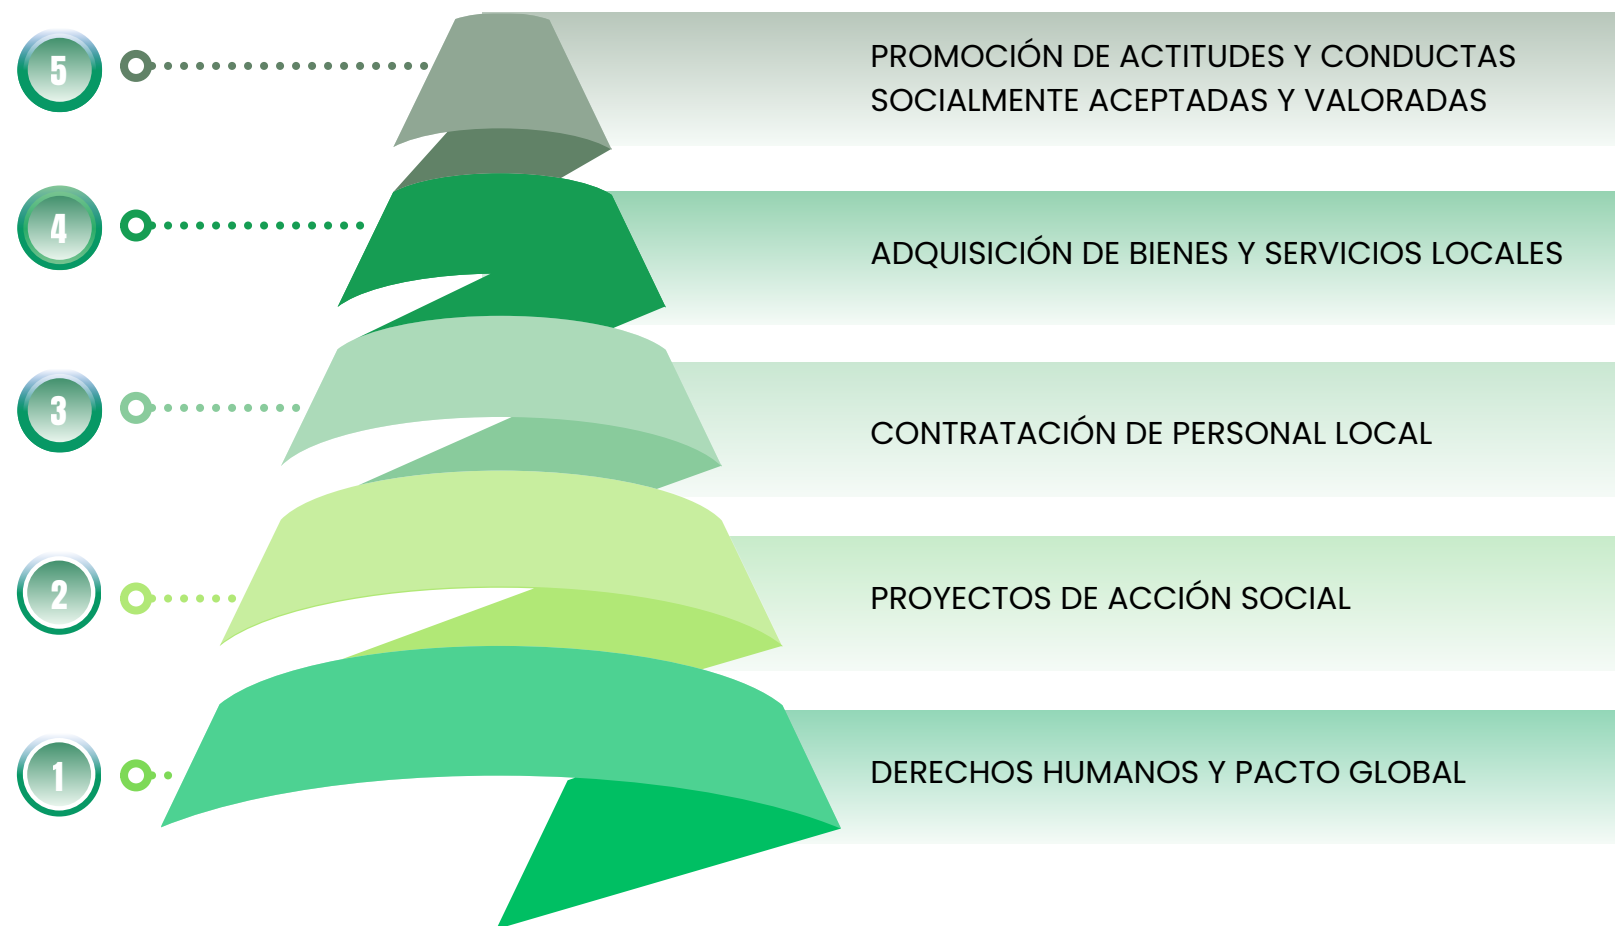 5
PROMOCIÓN DE ACTITUDES Y CONDUCTAS
SOCIALMENTE ACEPTADAS Y VALORADAS
4
ADQUISICIÓN DE BIENES Y SERVICIOS LOCALES
3
CONTRATACIÓN DE PERSONAL LOCAL
2
PROYECTOS DE ACCIÓN SOCIAL
1
DERECHOS HUMANOS Y PACTO GLOBAL